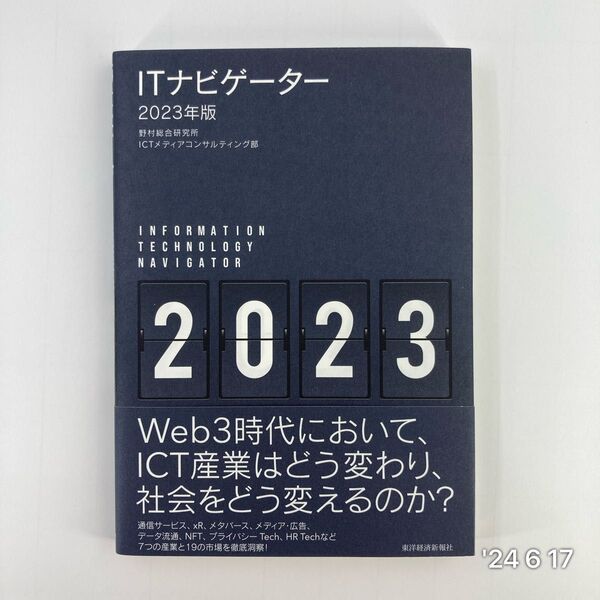 ITナビゲーター
2023年版
野村総合研究所
ICTメディアコンサルティング部
INFORMATION
TECHNOLOGY
NAVIGATOR
2023
Web3時代において、
ICT産業はどう変わり、
社会をどう変えるのか?
通信サービス、xR、メタバース、メディア・広告、
データ流通、NFT、プライバシーTech、HR Techなど
7つの産業と19の市場を徹底洞察!
東洋経済新報社
'24 6 17